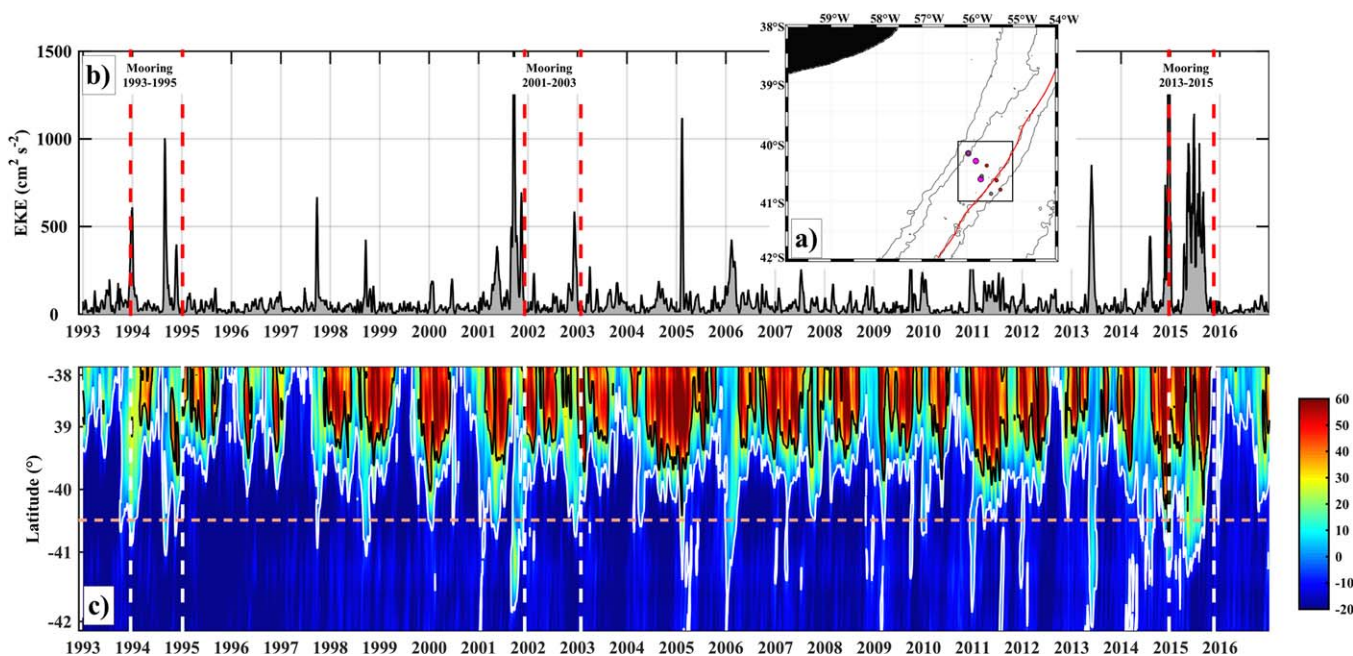 59°W 58°W 57°W 56°W 55°W 54°W
38°S
39°S
40°S
41°S
42°S
a)
b)
1500
1000
500
0
EKE (cm² s⁻²)
Mooring
1993-1995
Mooring
2001-2003
Mooring
2013-2015
1993 1994 1995 1996 1997 1998 1999 2000 2001 2002 2003 2004 2005 2006 2007 2008 2009 2010 2011 2012 2013 2014 2015 2016
-38
-39
-40
-41
-42
Latitude (°)
c)
60
50
40
30
20
10
0
-10
-20
1993 1994 1995 1996 1997 1998 1999 2000 2001 2002 2003 2004 2005 2006 2007 2008 2009 2010 2011 2012 2013 2014 2015 2016